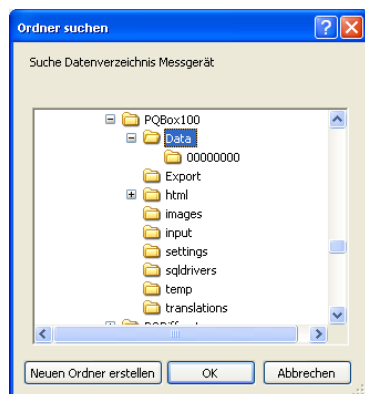 Ordner suchen
Suche Datenverzeichnis Messgerät
PQBox100
Data
00000000
Export
html
images
input
settings
sqldrivers
temp
translations
Neuen Ordner erstellen
OK
Abbrechen